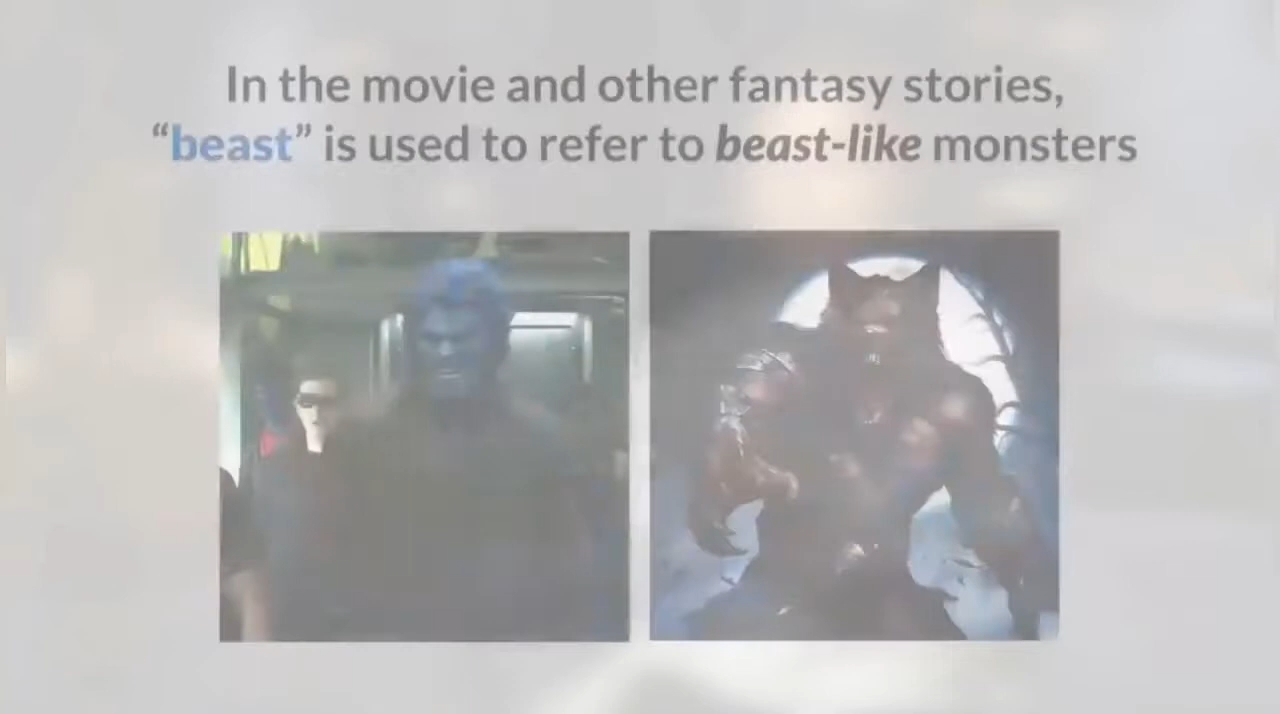 In the movie and other fantasy stories,
“beast” is used to refer to beast-like monsters